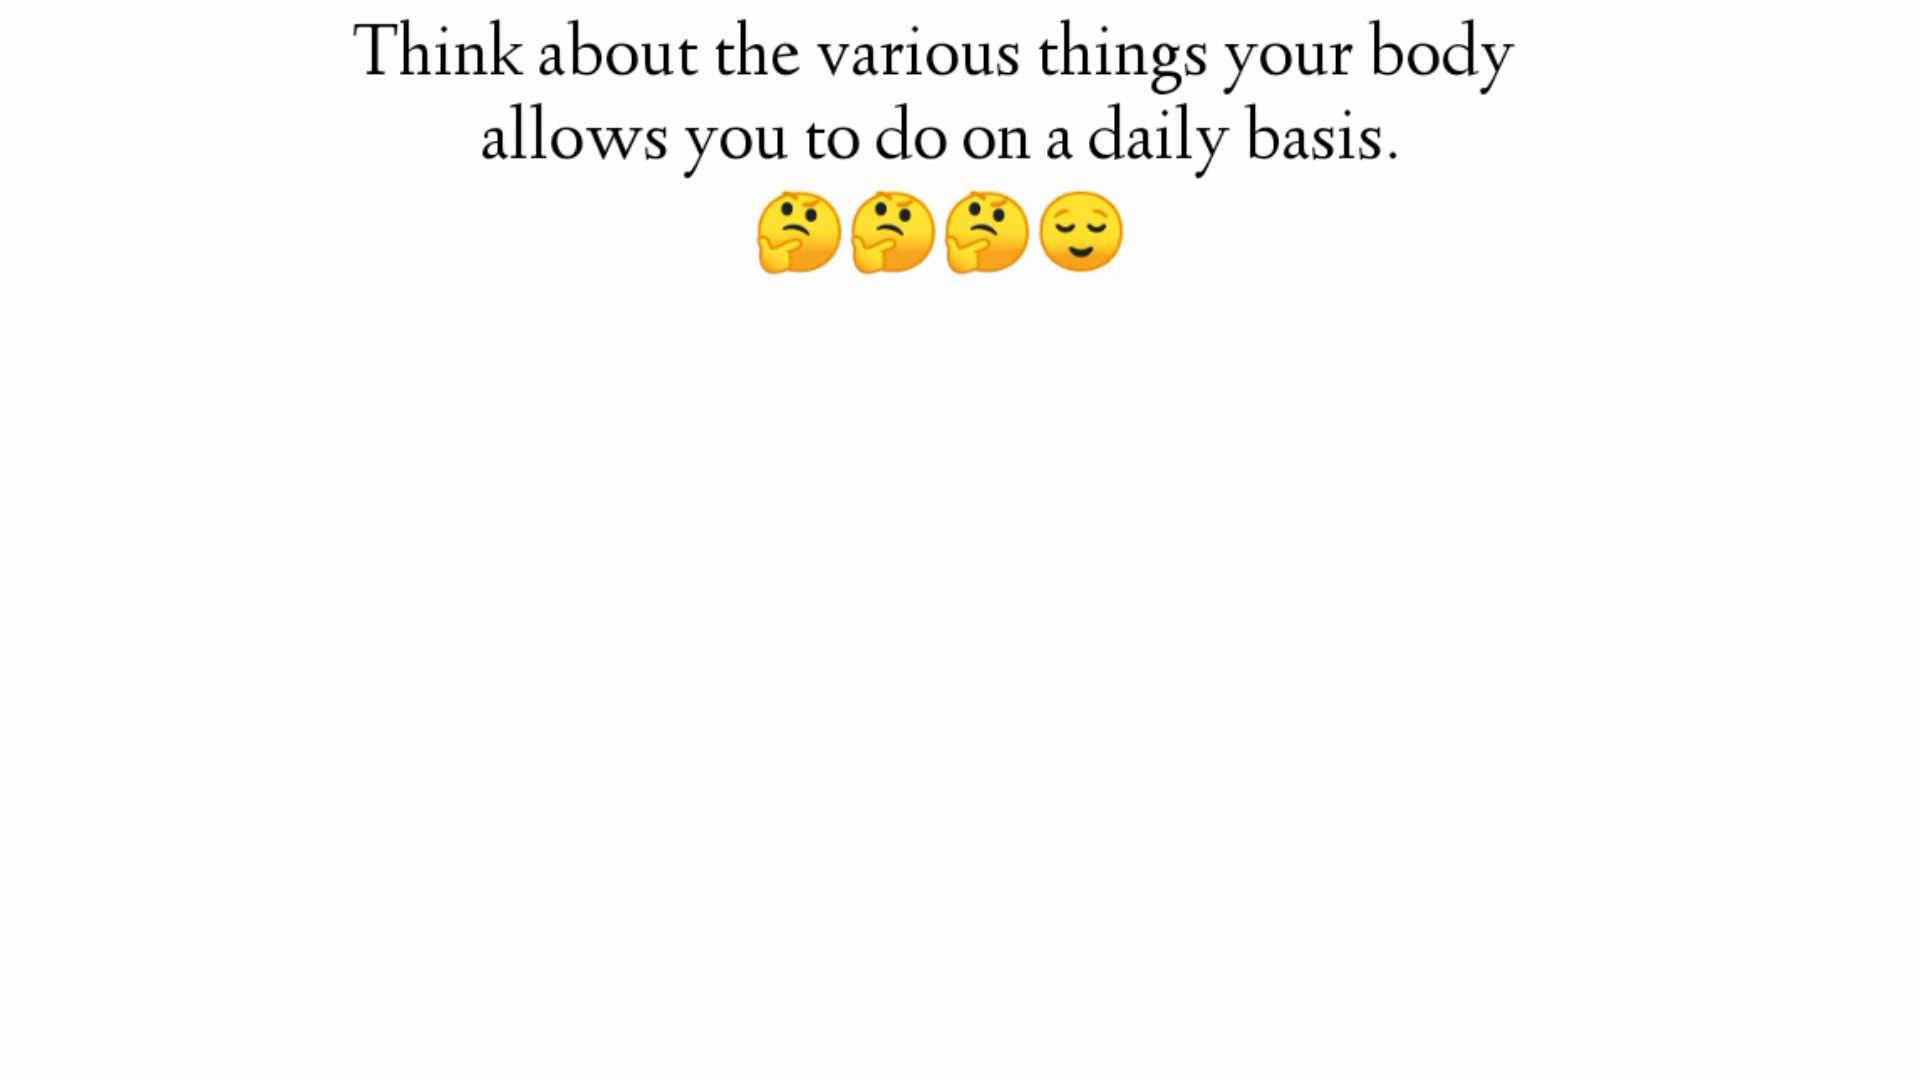 Think about the various things your body
allows you to do on a daily basis.
🤔🤔🤔😌